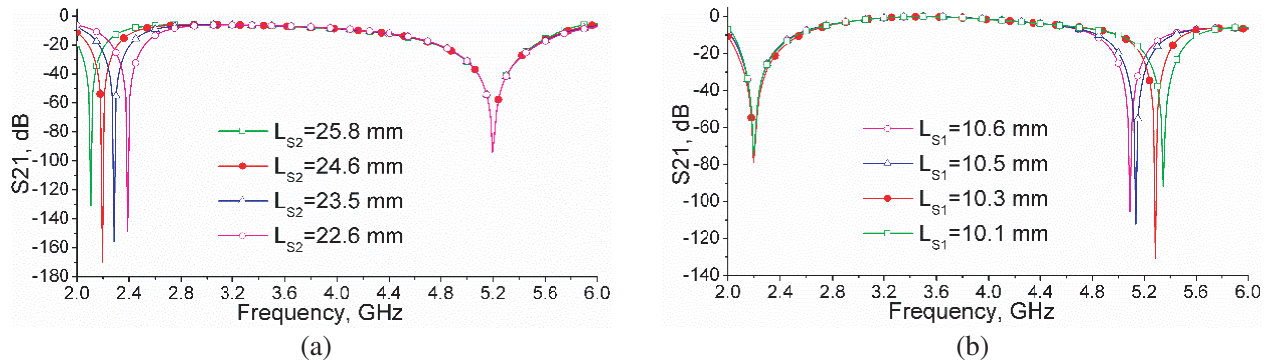 0
-20
-40
-60
-80
-100
-120
-140
-160
-180
S21, dB
L_S2=25.8 mm
L_S2=24.6 mm
L_S2=23.5 mm
L_S2=22.6 mm
2.0 2.4 2.8 3.2 3.6 4.0 4.4 4.8 5.2 5.6 6.0
Frequency, GHz
(a)
0
-20
-40
-60
-80
-100
-120
-140
S21, dB
L_S1=10.6 mm
L_S1=10.5 mm
L_S1=10.3 mm
L_S1=10.1 mm
2.0 2.4 2.8 3.2 3.6 4.0 4.4 4.8 5.2 5.6 6.0
Frequency, GHz
(b)